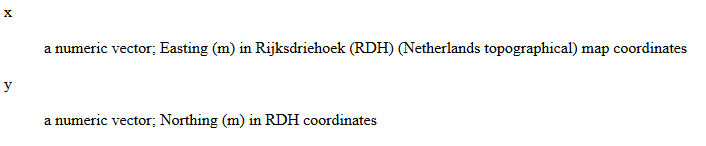 x
a numeric vector; Easting (m) in Rijksdriehoek (RDH) (Netherlands topographical) map coordinates
y
a numeric vector; Northing (m) in RDH coordinates